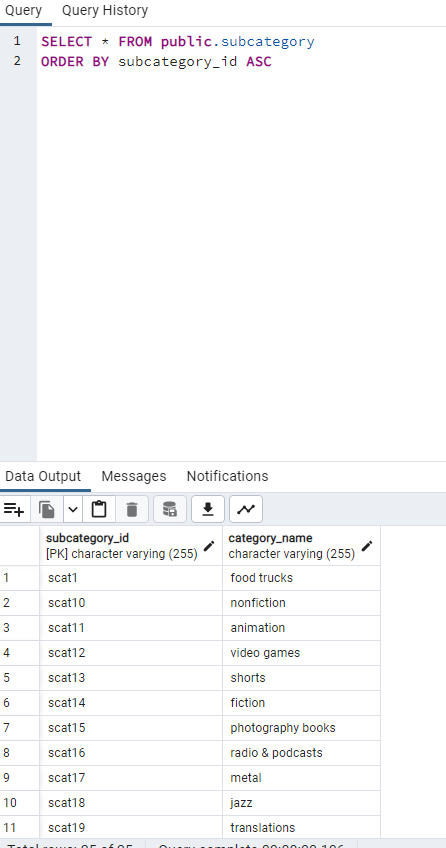 Query Query History
1 SELECT * FROM public.subcategory
2 ORDER BY subcategory_id ASC
Data Output Messages Notifications
subcategory_id category_name
[PK] character varying (255) character varying (255)
1 scat1 food trucks
2 scat10 nonfiction
3 scat11 animation
4 scat12 video games
5 scat13 shorts
6 scat14 fiction
7 scat15 photography books
8 scat16 radio & podcasts
9 scat17 metal
10 scat18 jazz
11 scat19 translations